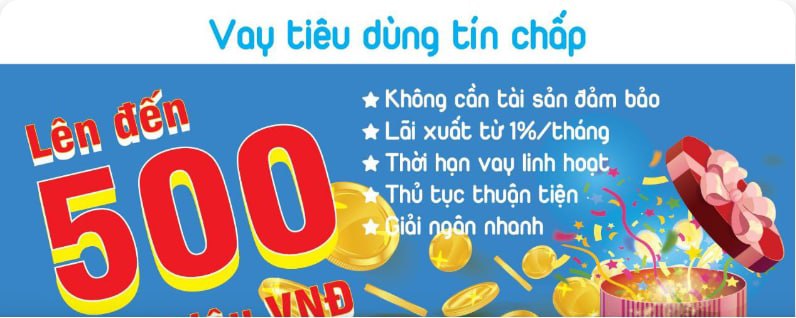 Vay tiêu dùng tín chấp
Lên đến
500
VNĐ
Không cần tài sản đảm bảo
Lãi xuất từ 1%/tháng
Thời hạn vay linh hoạt
Thủ tục thuận tiện
Giải ngân nhanh